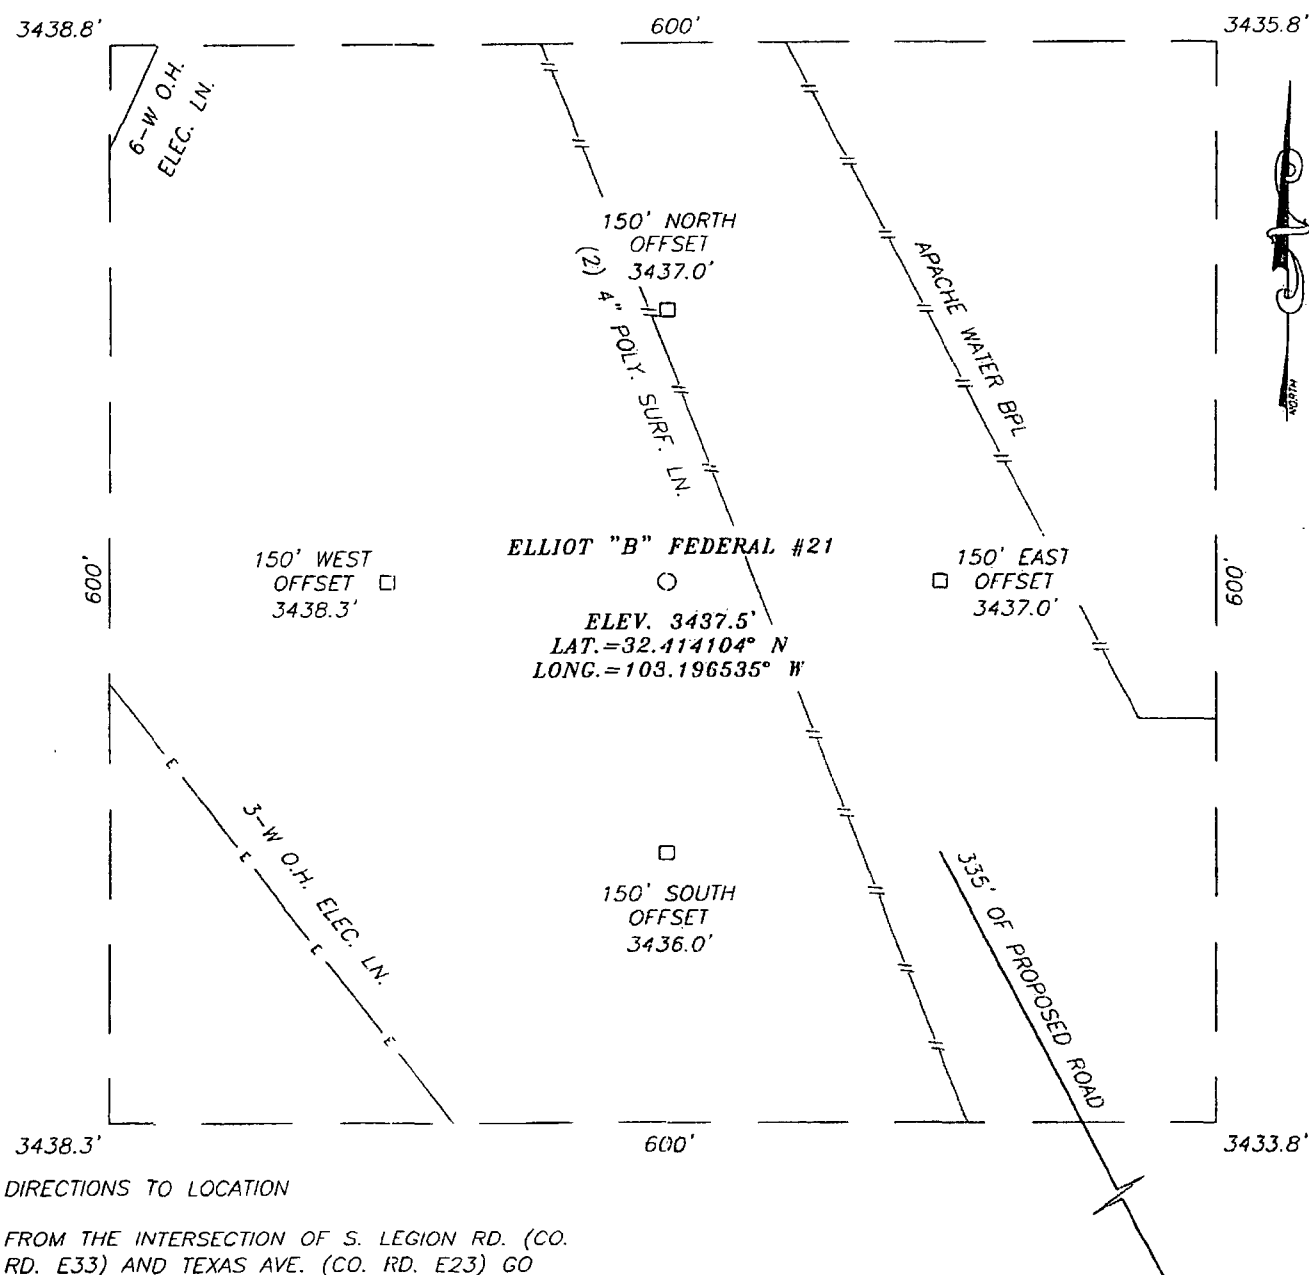 3438.8'
600'
3435.8'
6-W O.H.
ELEC. LN.
150' NORTH
OFFSET
3437.0'
(2) 4" POLY. SURF. LN.
APACHE WATER BPL
NORTH
600'
150' WEST
OFFSET
3438.3'
ELLIOT "B" FEDERAL #21
ELEV. 3437.5'
LAT.=32.414104° N
LONG.=103.196535° W
150' EAST
OFFSET
3437.0'
600'
3-W O.H. ELEC. LN.
E
E
E
E
150' SOUTH
OFFSET
3436.0'
335' OF PROPOSED ROAD
3438.3'
600'
3433.8'
DIRECTIONS TO LOCATION
FROM THE INTERSECTION OF S. LEGION RD. (CO.
RD. E33) AND TEXAS AVE. (CO. RD. E23) GO